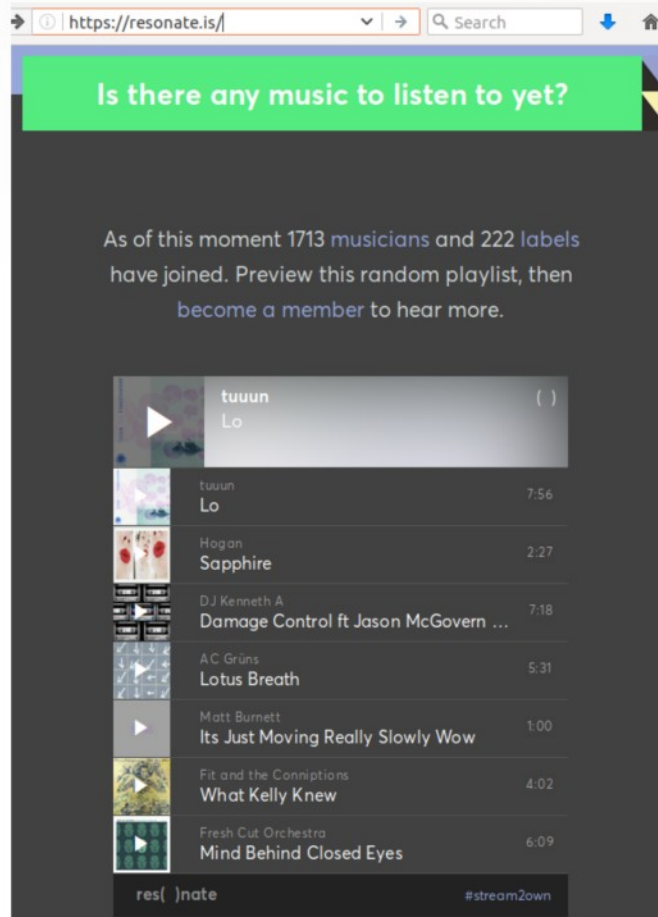 https://resonate.is/
Search
Is there any music to listen to yet?
As of this moment 1713 musicians and 222 labels
have joined. Preview this random playlist, then
become a member to hear more.
tuuun
( )
Lo
tuuun
Lo
7:56
Hogan
Sapphire
2:27
DJ Kenneth A
Damage Control ft Jason McGovern ...
7:18
AC Grüns
Lotus Breath
5:31
Matt Burnett
Its Just Moving Really Slowly Wow
1:00
Fit and the Conniptions
What Kelly Knew
4:02
Fresh Cut Orchestra
Mind Behind Closed Eyes
6:09
res( )nate
#stream2own